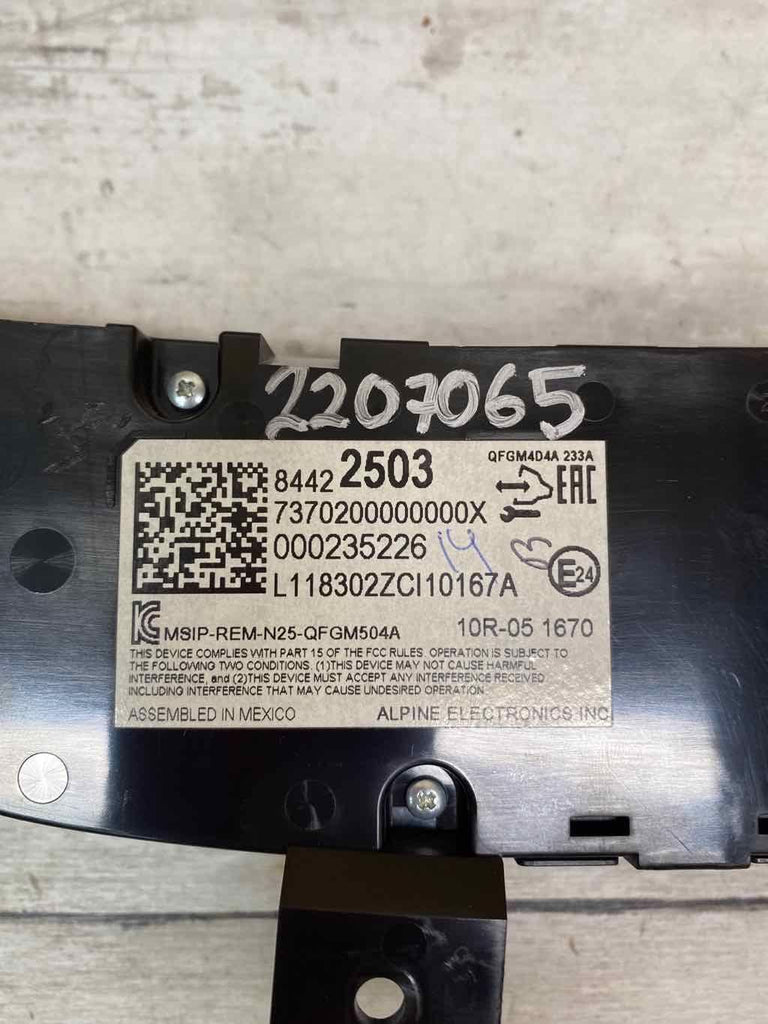 2207065
QFGM4D4A 233A
8442 2503
EAC
7370200000000X
000235226 14 B
L118302ZCI10167A
E24
KC MSIP-REM-N25-QFGM504A 10R-05 1670
THIS DEVICE COMPLIES WITH PART 15 OF THE FCC RULES. OPERATION IS SUBJECT TO
THE FOLLOWING TWO CONDITIONS. (1)THIS DEVICE MAY NOT CAUSE HARMFUL
INTERFERENCE, and (2)THIS DEVICE MUST ACCEPT ANY INTERFERENCE RECEIVED
INCLUDING INTERFERENCE THAT MAY CAUSE UNDESIRED OPERATION
ASSEMBLED IN MEXICO ALPINE ELECTRONICS INC